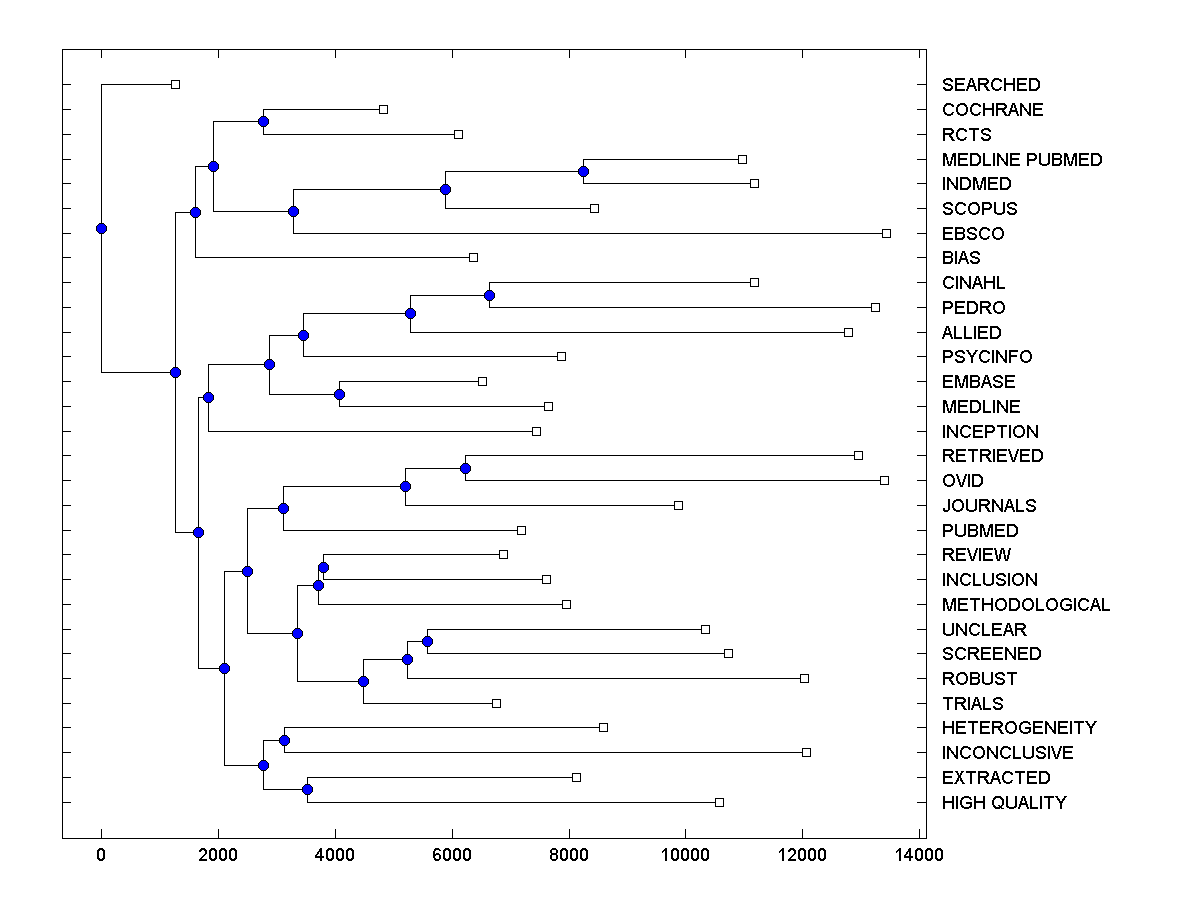 SEARCHED
COCHRANE
RCTS
MEDLINE PUBMED
INDMED
SCOPUS
EBSCO
BIAS
CINAHL
PEDRO
ALLIED
PSYCINFO
EMBASE
MEDLINE
INCEPTION
RETRIEVED
OVID
JOURNALS
PUBMED
REVIEW
INCLUSION
METHODOLOGICAL
UNCLEAR
SCREENED
ROBUST
TRIALS
HETEROGENEITY
INCONCLUSIVE
EXTRACTED
HIGH QUALITY
0 2000 4000 6000 8000 10000 12000 14000